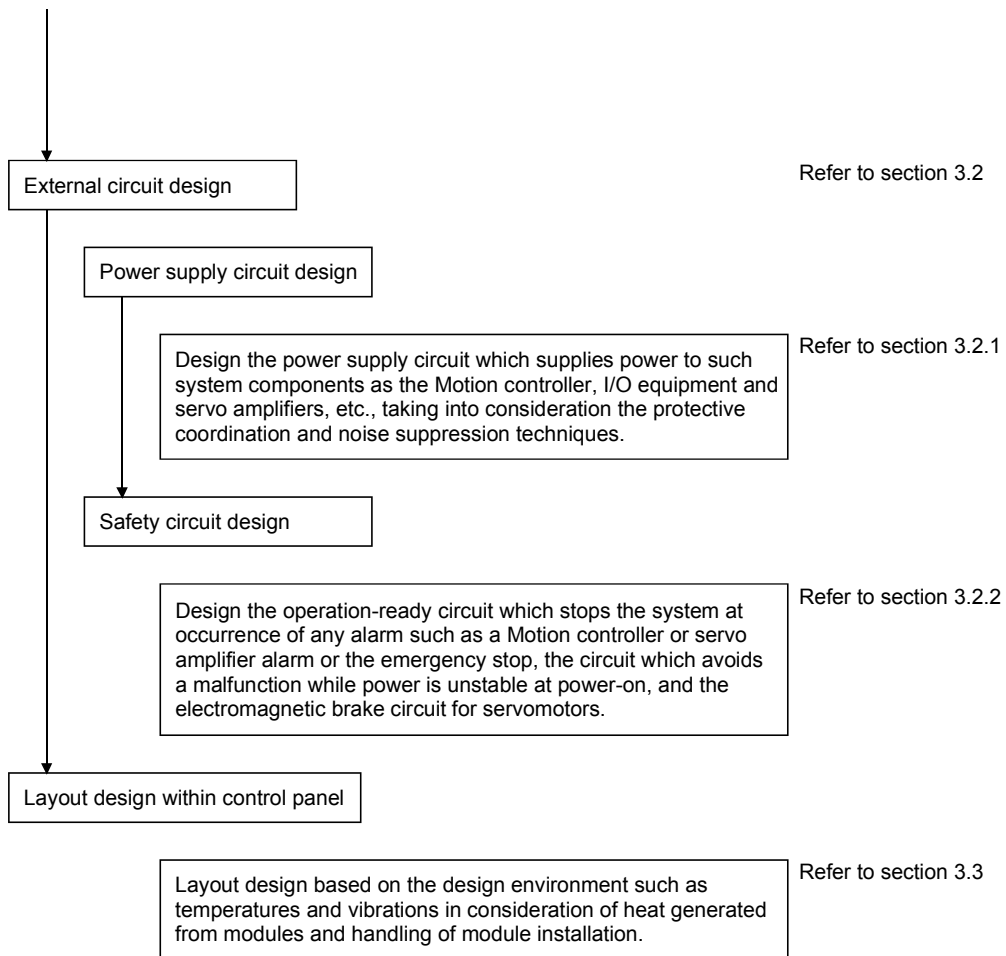 External circuit design
Refer to section 3.2
Power supply circuit design
Design the power supply circuit which supplies power to such
system components as the Motion controller, I/O equipment and
servo amplifiers, etc., taking into consideration the protective
coordination and noise suppression techniques.
Refer to section 3.2.1
Safety circuit design
Design the operation-ready circuit which stops the system at
occurrence of any alarm such as a Motion controller or servo
amplifier alarm or the emergency stop, the circuit which avoids
a malfunction while power is unstable at power-on, and the
electromagnetic brake circuit for servomotors.
Refer to section 3.2.2
Layout design within control panel
Layout design based on the design environment such as
temperatures and vibrations in consideration of heat generated
from modules and handling of module installation.
Refer to section 3.3